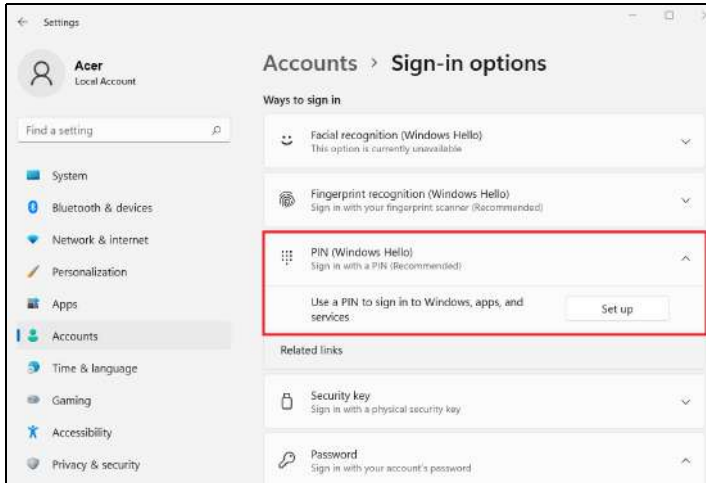 Settings
Acer
Local Account
Find a setting
System
Bluetooth & devices
Network & internet
Personalization
Apps
Accounts
Time & language
Gaming
Accessibility
Privacy & security
Accounts > Sign-in options
Ways to sign in
Facial recognition (Windows Hello)
This option is currently unavailable
Fingerprint recognition (Windows Hello)
Sign in with your fingerprint scanner (Recommended)
PIN (Windows Hello)
Sign in with a PIN (Recommended)
Use a PIN to sign in to Windows, apps, and
services
Set up
Related links
Security key
Sign in with a physical security key
Password
Sign in with your account's password